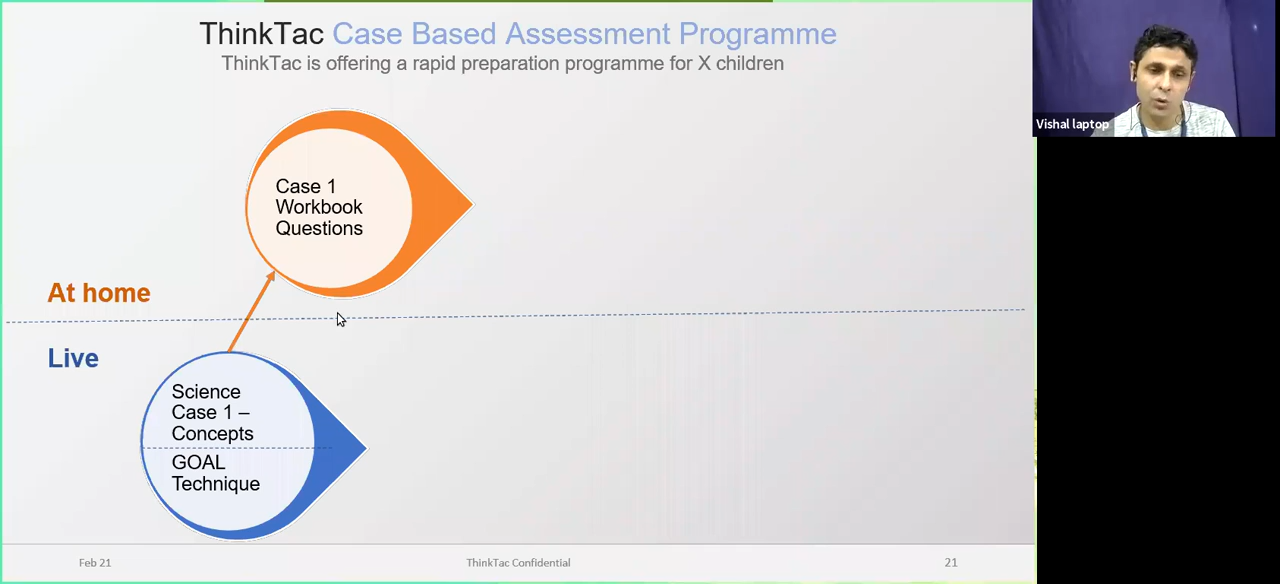 ThinkTac Case Based Assessment Programme
ThinkTac is offering a rapid preparation programme for X children
Vishal laptop
Case 1
Workbook
Questions
At home
Live
Science
Case 1 –
Concepts
GOAL
Technique
Feb 21
ThinkTac Confidential
21